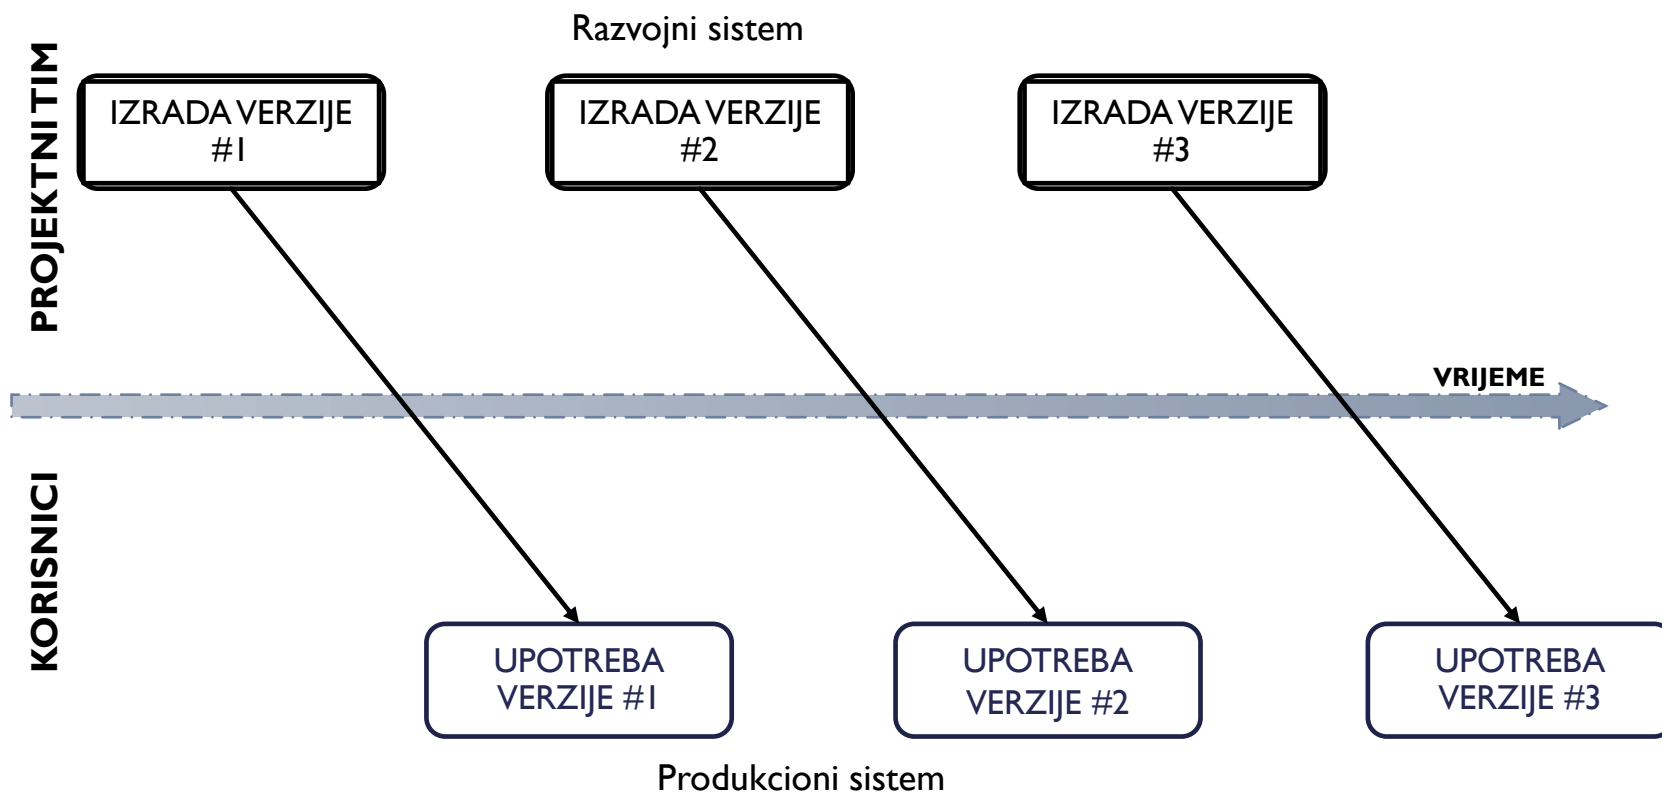 Razvojni sistem
PROJEKTNI TIM
IZRADA VERZIJE
#1
IZRADA VERZIJE
#2
IZRADA VERZIJE
#3
VRIJEME
KORISNICI
UPOTREBA
VERZIJE #1
UPOTREBA
VERZIJE #2
UPOTREBA
VERZIJE #3
Produkcioni sistem